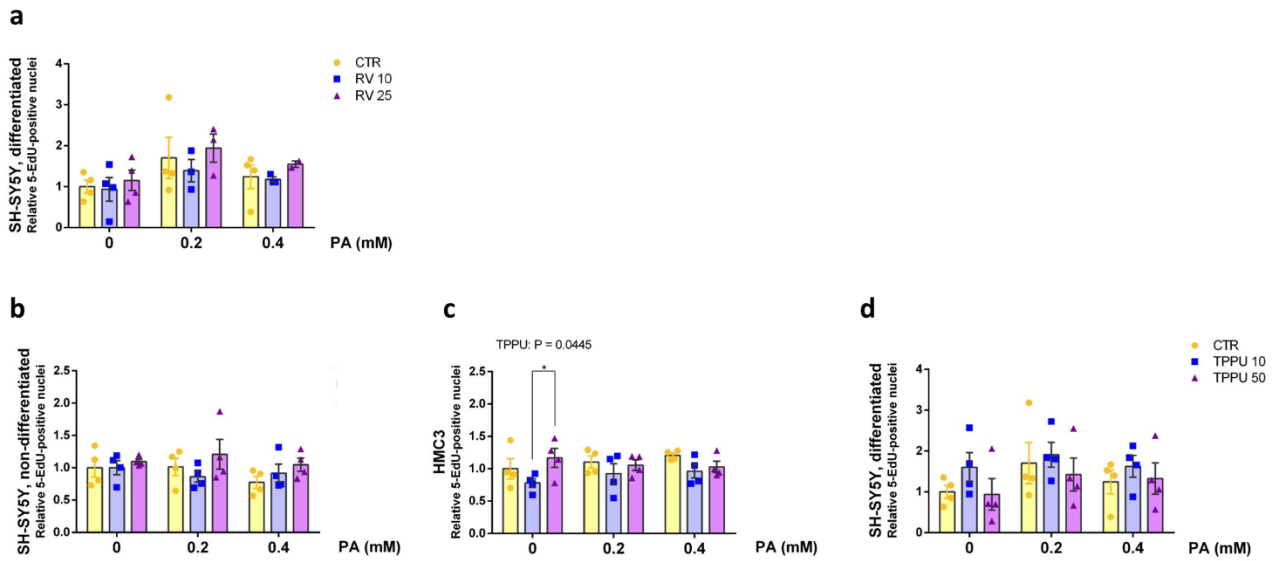 a
SH-SY5Y, differentiated
Relative 5-EdU-positive nuclei
4
3
2
1
0
0
0.2
0.4
PA (mM)
CTR
RV 10
RV 25
b
SH-SY5Y, non-differentiated
Relative 5-EdU-positive nuclei
2.5
2.0
1.5
1.0
0.5
0.0
0
0.2
0.4
PA (mM)
c
TPPU: P = 0.0445
*
HMC3
Relative 5-EdU-positive nuclei
2.5
2.0
1.5
1.0
0.5
0.0
0
0.2
0.4
PA (mM)
d
SH-SY5Y, differentiated
Relative 5-EdU-positive nuclei
4
3
2
1
0
0
0.2
0.4
PA (mM)
CTR
TPPU 10
TPPU 50